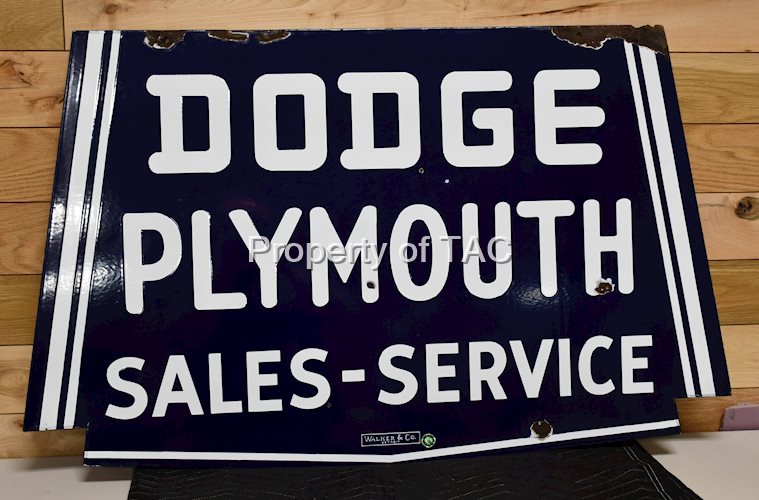 DODGE
PLYMOUTH
Property of TAC
SALES-SERVICE
WALKER & CO.